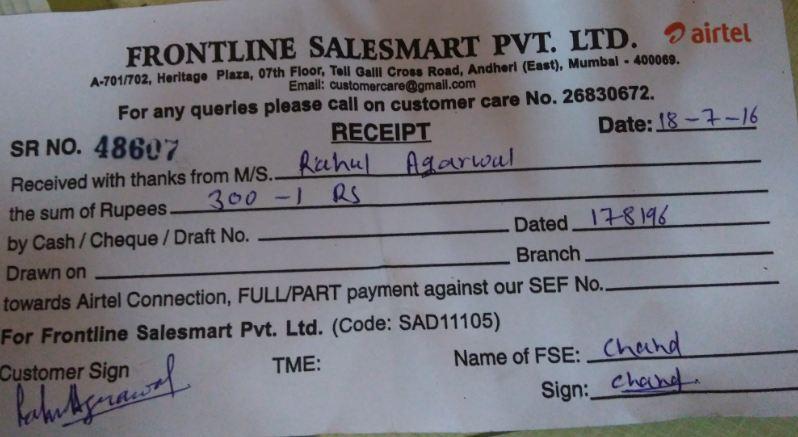 FRONTLINE SALESMART PVT. LTD. airtel
A-701/702, Heritage Plaza, 07th Floor, Teli Galli Cross Road, Andheri (East), Mumbai - 400069.
Email: customercare@gmail.com
For any queries please call on customer care No. 26830672.
RECEIPT Date: 18-7-16
SR NO. 48607
Received with thanks from M/S. Rahul Agarwal
the sum of Rupees 300 -1 RS
by Cash / Cheque / Draft No. Dated 178196
Drawn on Branch
towards Airtel Connection, FULL/PART payment against our SEF No.
For Frontline Salesmart Pvt. Ltd. (Code: SAD11105)
Customer Sign TME: Name of FSE: Chand
Sign: Chand